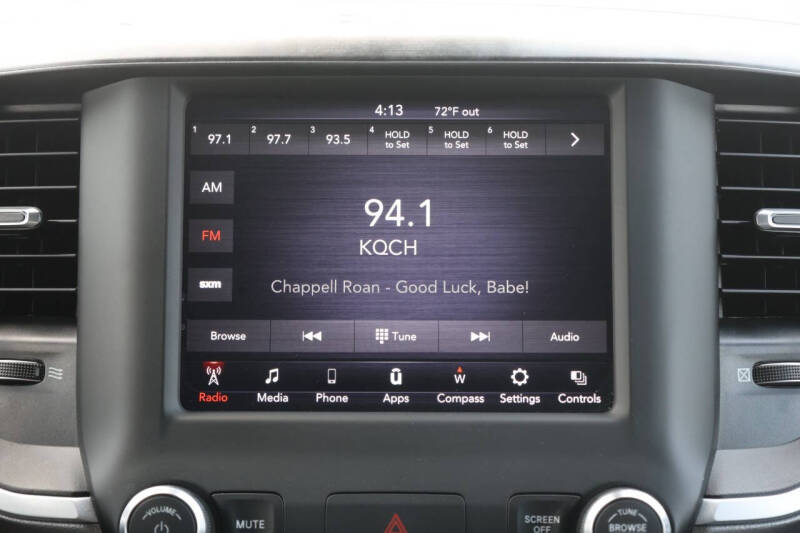 4:13 72°F out
1 97.1 2 97.7 3 93.5 4 HOLD to Set 5 HOLD to Set 6 HOLD to Set
AM
94.1
FM
KQCH
sxm
Chappell Roan - Good Luck, Babe!
Browse Tune Audio
W
Radio Media Phone Apps Compass Settings Controls
VOLUME MUTE SCREEN OFF TUNE BROWSE